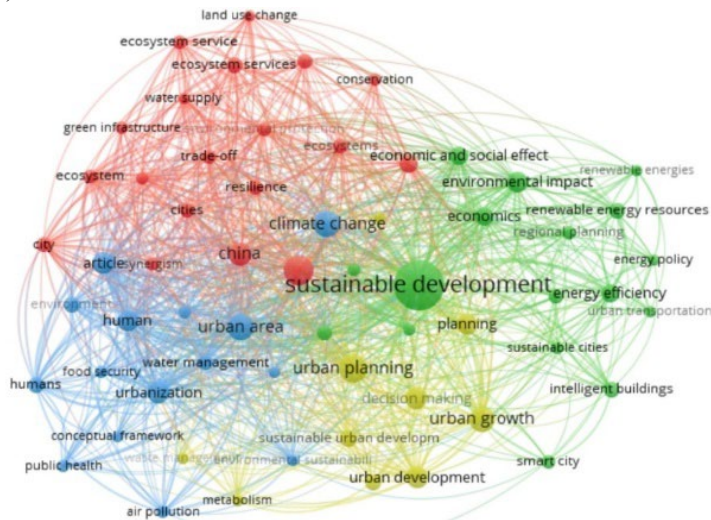 land use change
ecosystem service
ecosystem services
conservation
water supply
green infrastructure
environmental protection
trade-off
ecosystems
economic and social effect
renewable energies
ecosystem
resilience
environmental impact
cities
economics
renewable energy resources
climate change
regional planning
city
china
article
synergism
energy policy
sustainable development
energy efficiency
environment
urban transportation
human
urban area
planning
water management
sustainable cities
food security
urban planning
humans
urbanization
intelligent buildings
decision making
urban growth
conceptual framework
sustainable urban developm
public health
environmental sustainabili
smart city
urban development
metabolism
air pollution